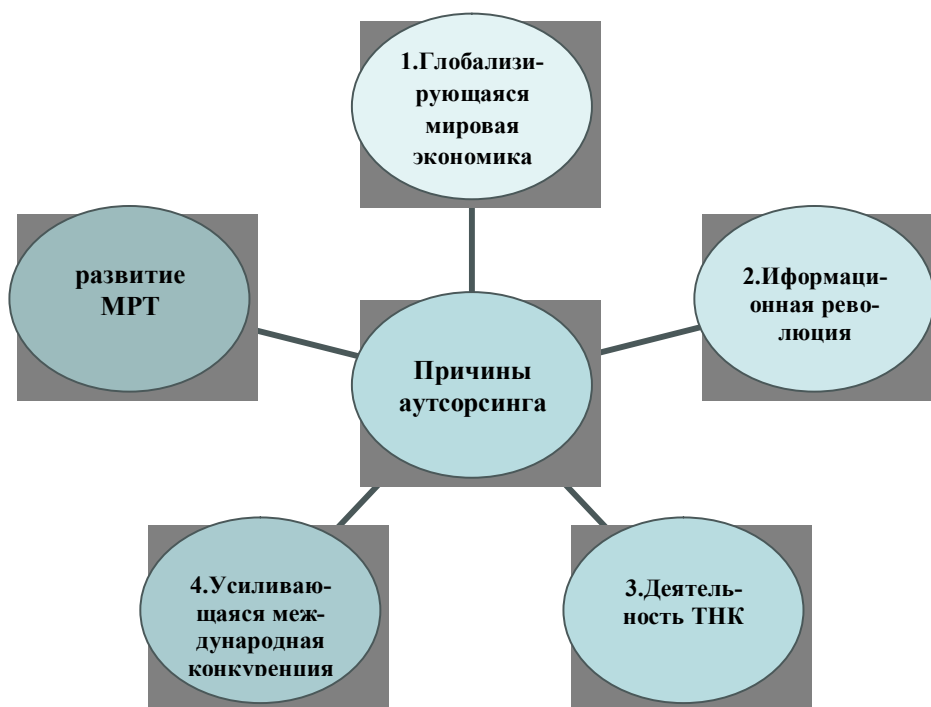 1.Глобализи-
рующаяся
мировая
экономика
2.Иформаци-
онная рево-
люция
3.Деятель-
ность ТНК
4.Усиливаю-
щаяся меж-
дународная
конкуренция
развитие
МРТ
Причины
аутсорсинга